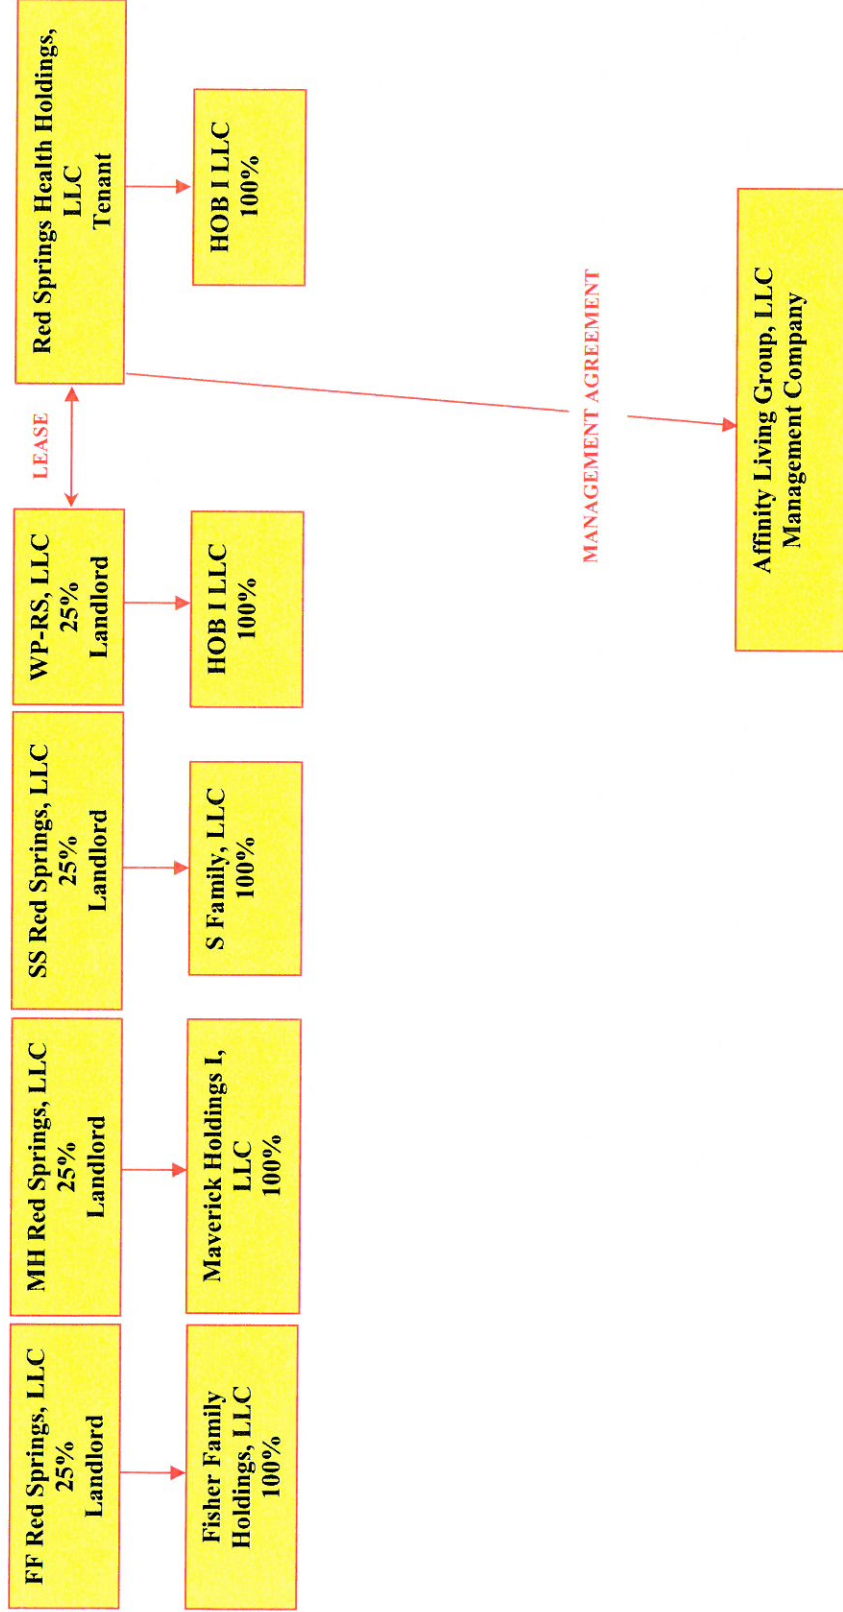 FF Red Springs, LLC
25%
Landlord
MH Red Springs, LLC
25%
Landlord
SS Red Springs, LLC
25%
Landlord
WP-RS, LLC
25%
Landlord
LEASE
Red Springs Health Holdings,
LLC
Tenant
Fisher Family
Holdings, LLC
100%
Maverick Holdings I,
LLC
100%
S Family, LLC
100%
HOB I LLC
100%
HOB I LLC
100%
MANAGEMENT AGREEMENT
Affinity Living Group, LLC
Management Company